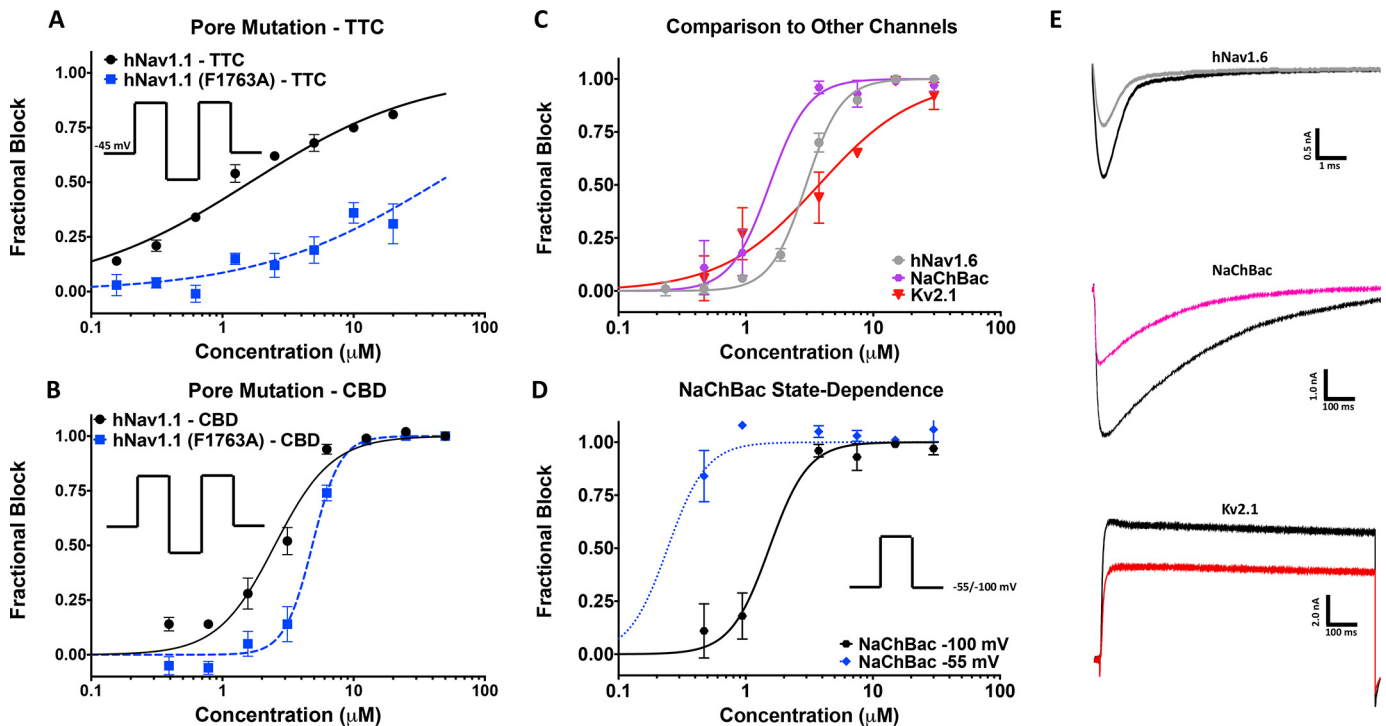 A
Pore Mutation - TTC
hNav1.1 - TTC
hNav1.1 (F1763A) - TTC
-45 mV
Fractional Block
1.00
0.75
0.50
0.25
0.00
0.1
1
10
100
Concentration (μM)
B
Pore Mutation - CBD
hNav1.1 - CBD
hNav1.1 (F1763A) - CBD
Fractional Block
1.00
0.75
0.50
0.25
0.00
0.1
1
10
100
Concentration (μM)
C
Comparison to Other Channels
Fractional Block
1.00
0.75
0.50
0.25
0.00
hNav1.6
NaChBac
Kv2.1
0.1
1
10
100
Concentration (μM)
D
NaChBac State-Dependence
Fractional Block
1.00
0.75
0.50
0.25
0.00
-55/-100 mV
NaChBac -100 mV
NaChBac -55 mV
0.1
1
10
100
Concentration (μM)
E
hNav1.6
0.5 nA
1 ms
NaChBac
1.0 nA
100 ms
Kv2.1
2.0 nA
100 ms